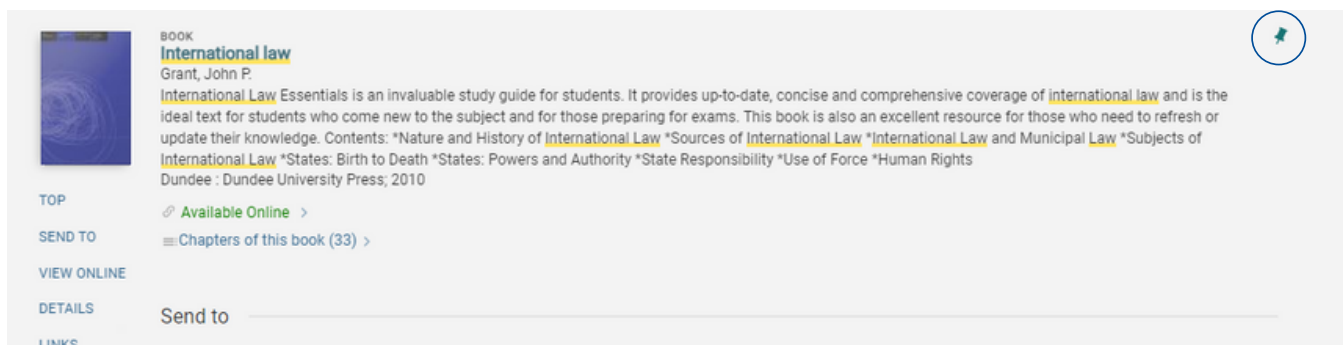 BOOK
International law
Grant, John P.
International Law Essentials is an invaluable study guide for students. It provides up-to-date, concise and comprehensive coverage of international law and is the
ideal text for students who come new to the subject and for those preparing for exams. This book is also an excellent resource for those who need to refresh or
update their knowledge. Contents: *Nature and History of International Law *Sources of International Law *International Law and Municipal Law *Subjects of
International Law *States: Birth to Death *States: Powers and Authority *State Responsibility *Use of Force *Human Rights
Dundee : Dundee University Press; 2010
Available Online >
Chapters of this book (33) >
TOP
SEND TO
VIEW ONLINE
DETAILS
LINKS
Send to